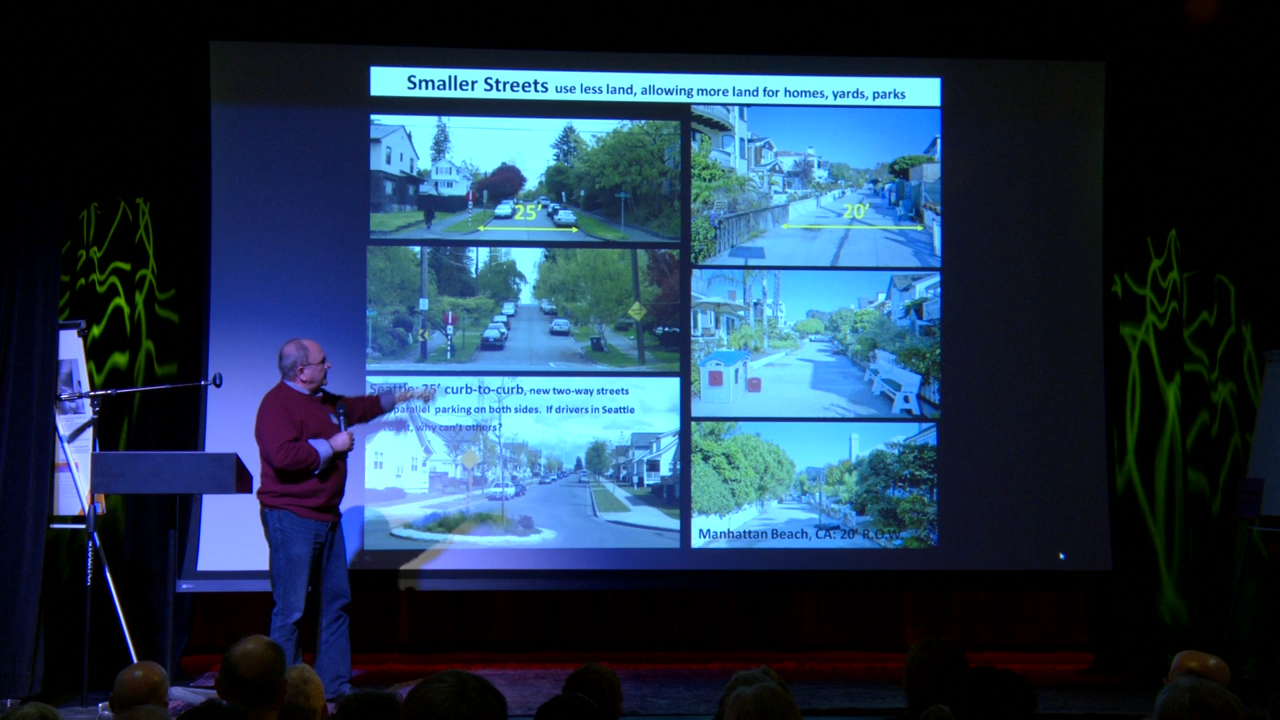 Smaller Streets use less land, allowing more land for homes, yards, parks
25'
20'
Seattle: 25' curb-to-curb, new two-way streets
parallel parking on both sides. If drivers in Seattle
why can't others?
Manhattan Beach, CA: 20' R.O.W.